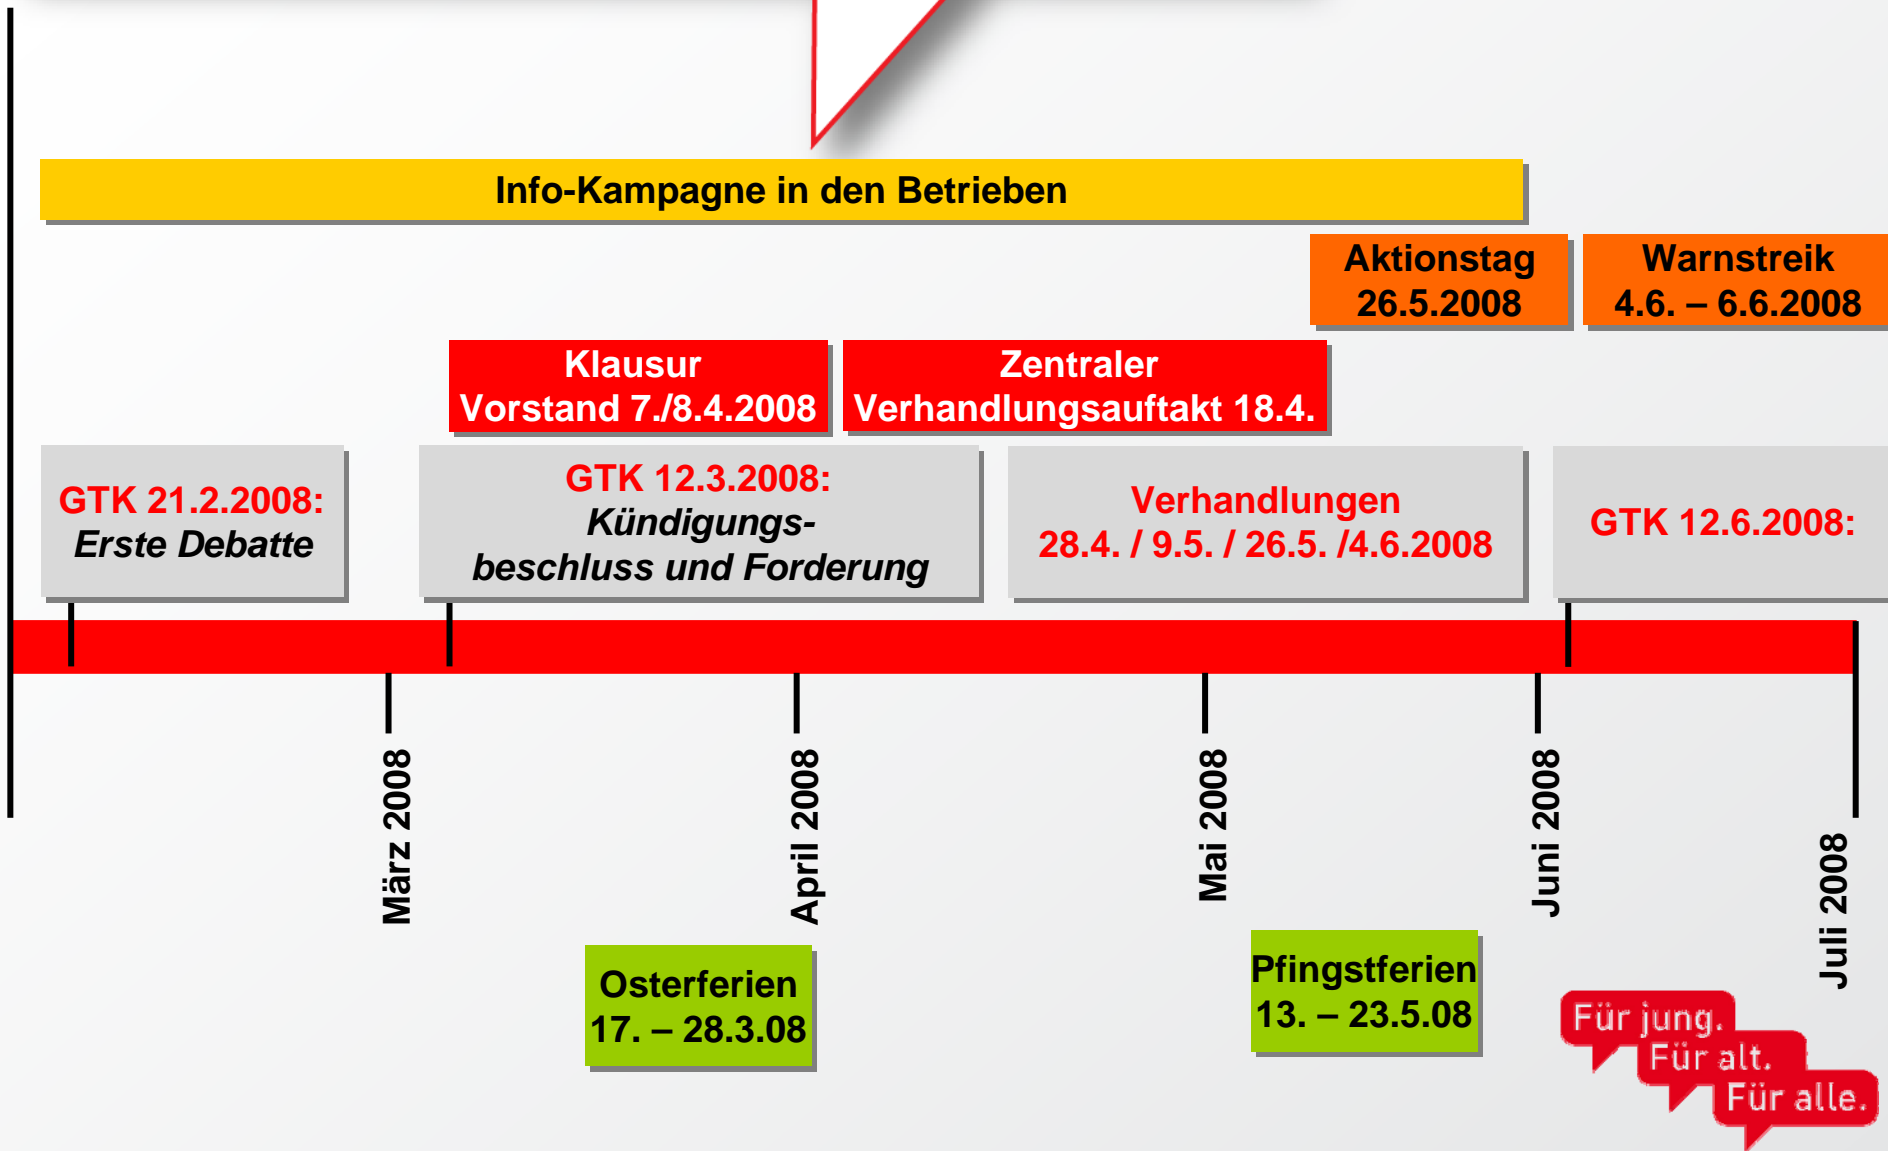 Info-Kampagne in den Betrieben
Aktionstag
26.5.2008
Warnstreik
4.6. – 6.6.2008
Klausur
Vorstand 7./8.4.2008
Zentraler
Verhandlungsauftakt 18.4.
GTK 21.2.2008:
Erste Debatte
GTK 12.3.2008:
Kündigungs-
beschluss und Forderung
Verhandlungen
28.4. / 9.5. / 26.5. /4.6.2008
GTK 12.6.2008:
März 2008
April 2008
Mai 2008
Juni 2008
Juli 2008
Osterferien
17. – 28.3.08
Pfingstferien
13. – 23.5.08
Für jung.
Für alt.
Für alle.